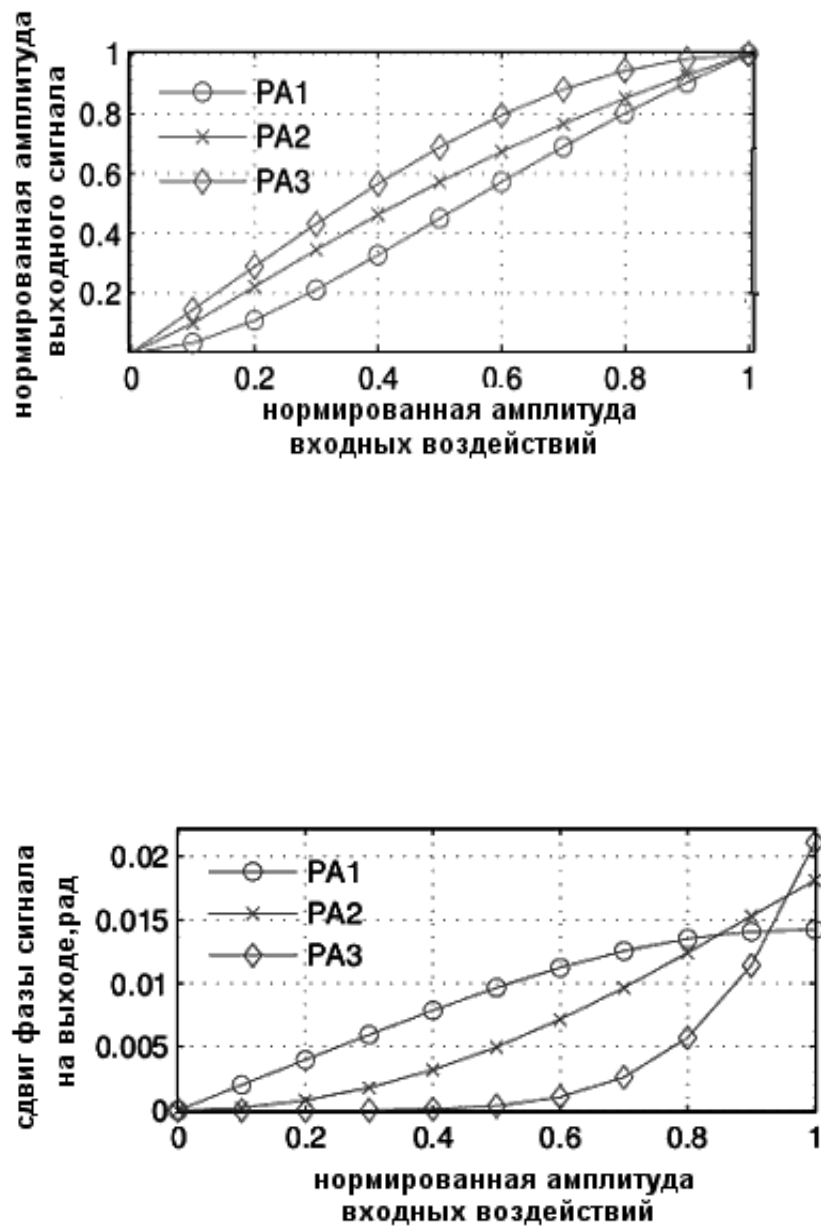 нормированная амплитуда
выходного сигнала
1
0.8
0.6
0.4
0.2
PA1
PA2
PA3
0 0.2 0.4 0.6 0.8 1
нормированная амплитуда
входных воздействий
сдвиг фазы сигнала
на выходе,рад
0.02
0.015
0.01
0.005
0
PA1
PA2
PA3
0 0.2 0.4 0.6 0.8 1
нормированная амплитуда
входных воздействий